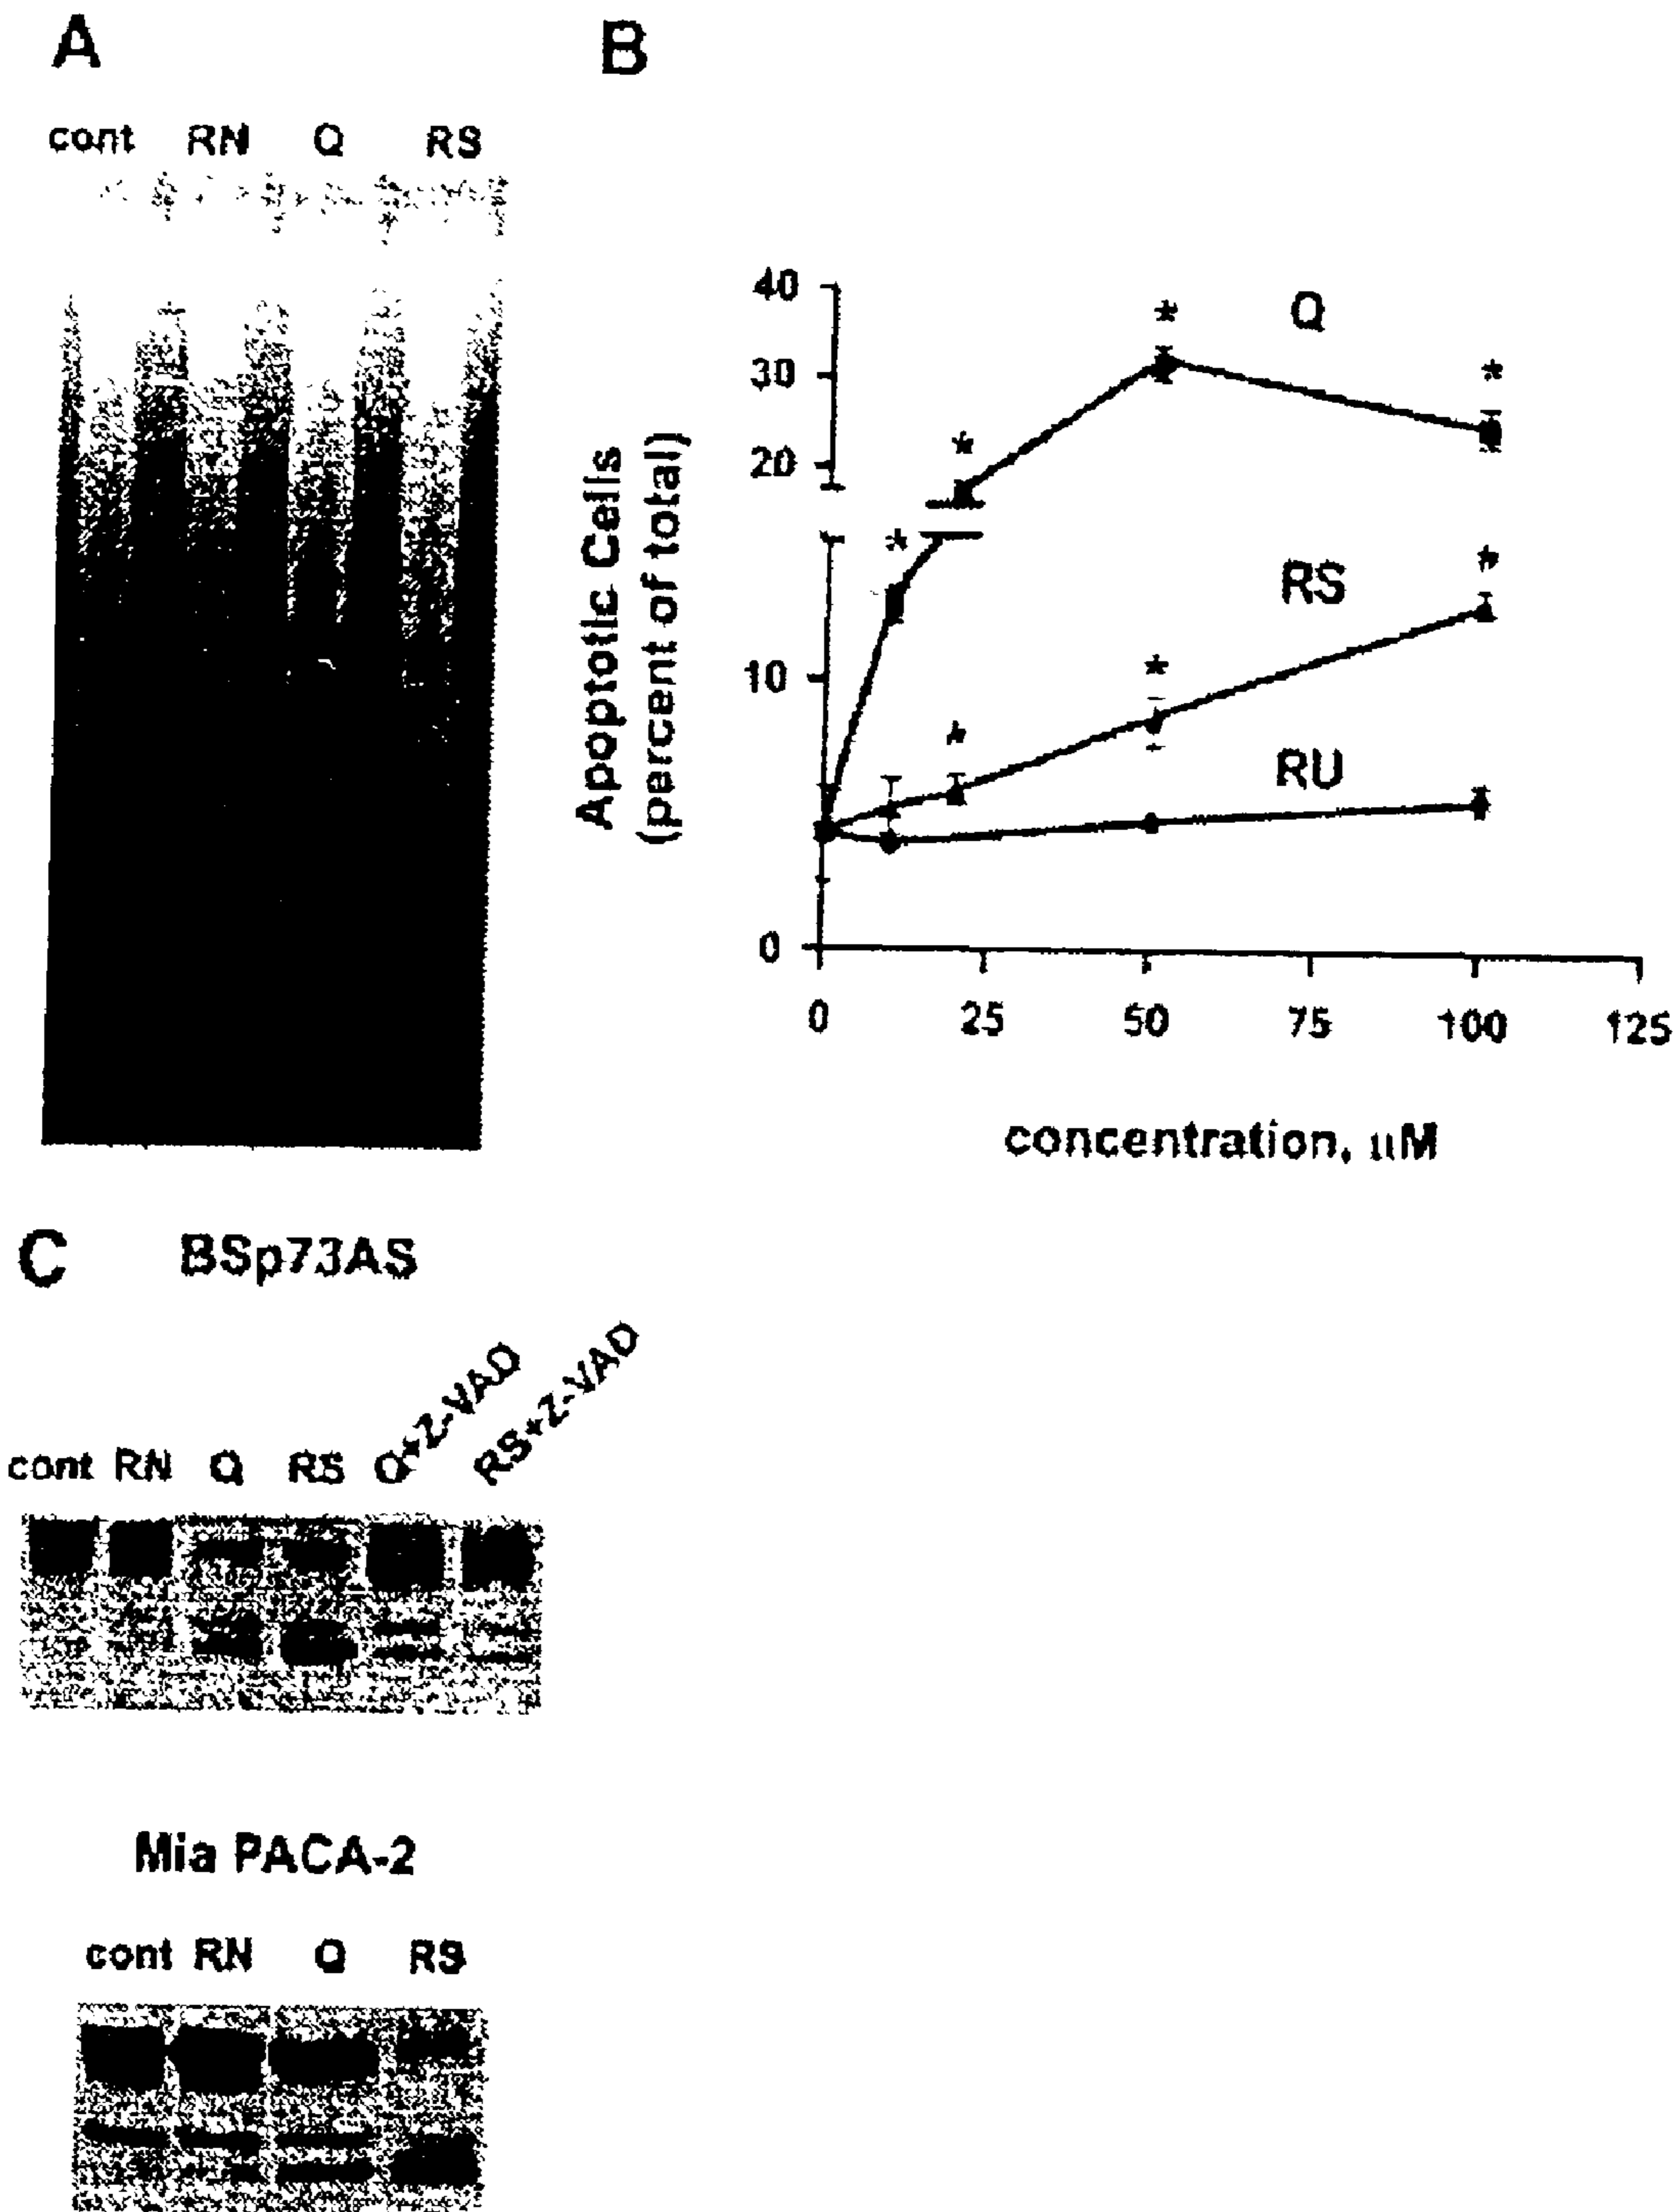 A
cont RN Q RS
B
Apoptotic Cells
(percent of total)
40
30
20
10
0
* * * *
* * *
Q
RS
RU
0 25 50 75 100 125
concentration, µM
C
BSp73AS
cont RN Q RS Q+Z-VAD RS+Z-VAD
Mia PACA-2
cont RN Q RS